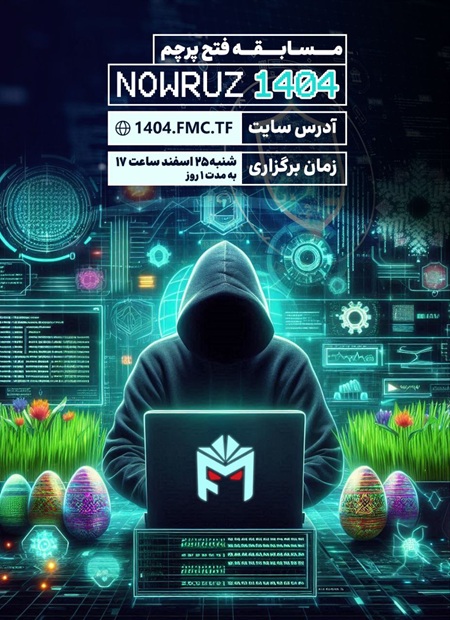 مسابقه فتح پرچم
NOWRUZ 1404
آدرس سایت
1404.FMC.TF
زمان برگزاری
شنبه ۲۵ اسفند ساعت ۱۷
به مدت ۱ روز